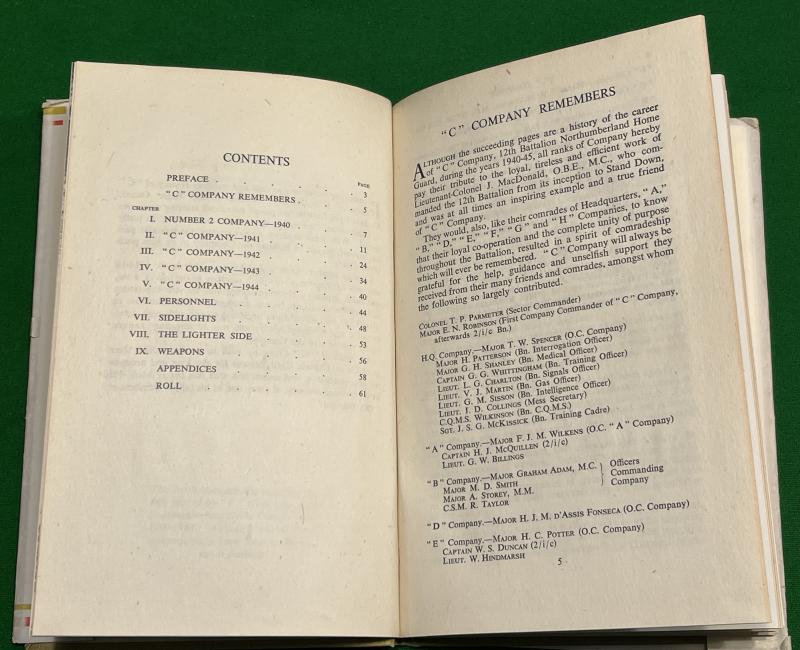 CONTENTS
PAGE
PREFACE . . . . . 3
"C" COMPANY REMEMBERS . . . 5
CHAPTER
I. NUMBER 2 COMPANY—1940 . . . 7
II. "C" COMPANY—1941 . . . 11
III. "C" COMPANY—1942 . . . 24
IV. "C" COMPANY—1943 . . . 34
V. "C" COMPANY—1944 . . . 40
VI. PERSONNEL . . . . 44
VII. SIDELIGHTS . . . . 48
VIII. THE LIGHTER SIDE . . . 53
IX. WEAPONS . . . . 56
APPENDICES . . . . 58
ROLL . . . . . 61
"C" COMPANY REMEMBERS
ALTHOUGH the succeeding pages are a history of the career
of "C" Company, 12th Battalion Northumberland Home
Guard, during the years 1940-45, all ranks of Company hereby
pay their tribute to the loyal, tireless and efficient work of
Lieutenant-Colonel J. MacDonald, O.B.E., M.C., who com-
manded the 12th Battalion from its inception to Stand Down,
and was at all times an inspiring example and a true friend
of "C" Company.
They would, also, like their comrades of Headquarters, "A,"
"B," "D," "E," "F," "G" and "H" Companies, to know
that their loyal co-operation and the complete unity of purpose
throughout the Battalion, resulted in a spirit of comradeship
which will ever be remembered. "C" Company will always be
grateful for the help, guidance and unselfish support they
received from their many friends and comrades, amongst whom
the following so largely contributed.
COLONEL T. P. PARMETER (Sector Commander)
MAJOR E. N. ROBINSON (First Company Commander of "C" Company,
afterwards 2/i/c Bn.)
H.Q. Company—MAJOR T. W. SPENCER (O.C. Company)
MAJOR H. PATTERSON (Bn. Interrogation Officer)
MAJOR G. H. SHANLEY (Bn. Medical Officer)
CAPTAIN G. G. WHITTINGHAM (Bn. Training Officer)
LIEUT. L. G. CHARLTON (Bn. Signals Officer)
LIEUT. V. J. MARTIN (Bn. Gas Officer)
LIEUT. G. M. SISSON (Bn. Intelligence Officer)
LIEUT. J. D. COLLINGS (Mess Secretary)
C.Q.M.S. WILKINSON (Bn. C.Q.M.S.)
SGT. J. S. G. MCKISSICK (Bn. Training Cadre)
"A" Company.—MAJOR F. J. M. WILKENS (O.C. "A" Company)
CAPTAIN H. J. MCQUILLEN (2/i/c)
LIEUT. G. W. BILLINGS
"B" Company.—MAJOR GRAHAM ADAM, M.C. } Officers
MAJOR M. D. SMITH } Commanding
MAJOR A. STOREY, M.M. } Company
C.S.M. R. TAYLOR
"D" Company.—MAJOR H. J. M. D'ASSIS FONSECA (O.C. Company)
"E" Company.—MAJOR H. C. POTTER (O.C. Company)
CAPTAIN W. S. DUNCAN (2/i/c)
LIEUT. W. HINDMARSH
5